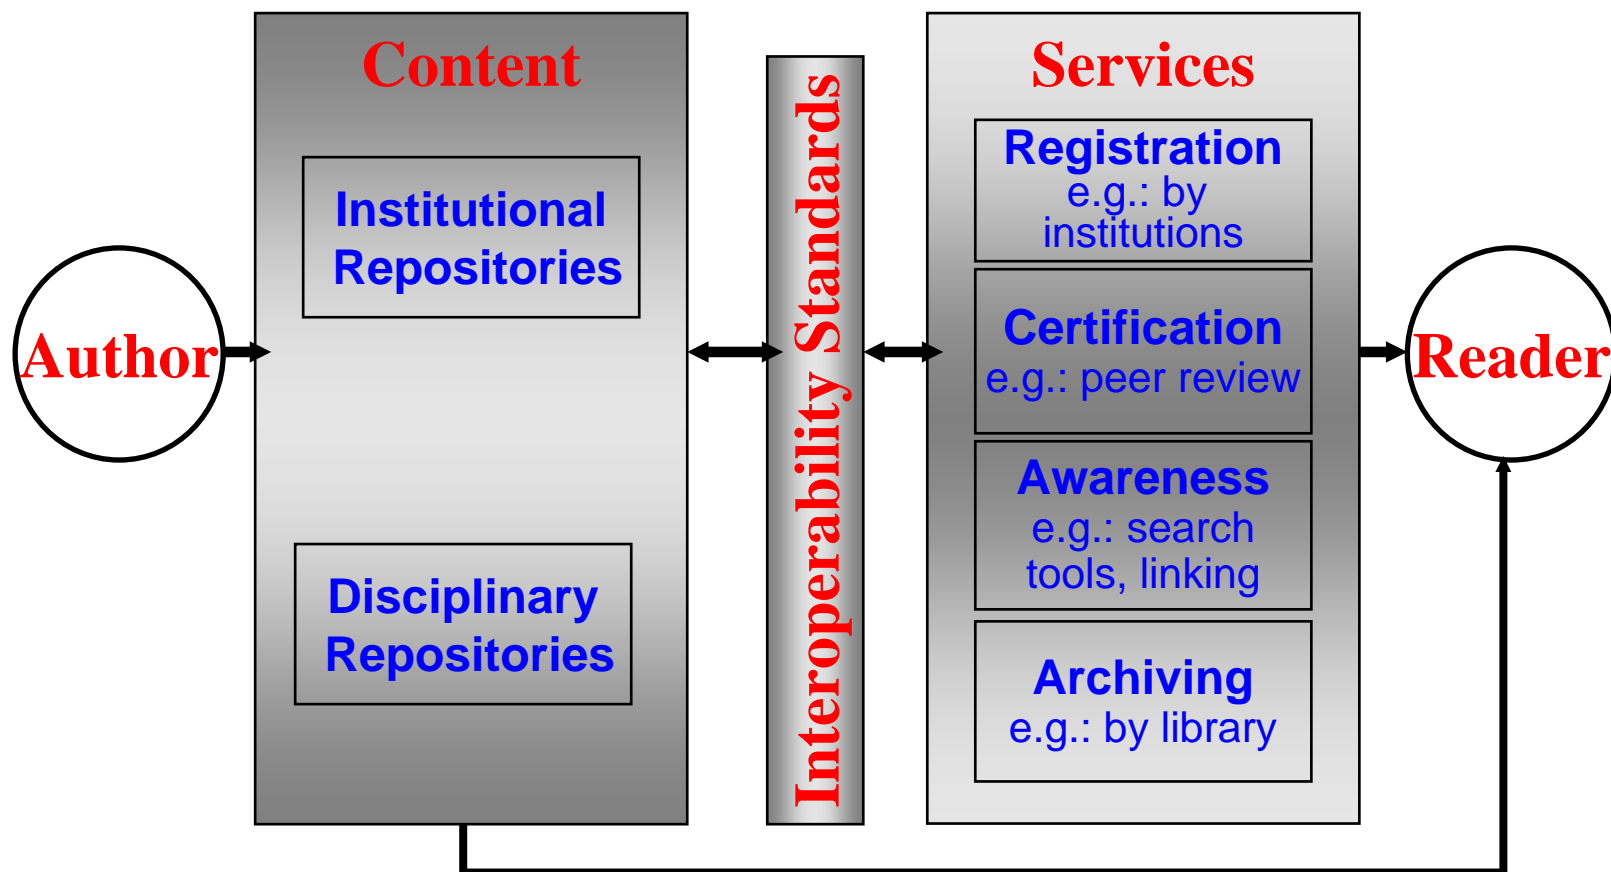 Author
Content
Institutional
Repositories
Disciplinary
Repositories
Interoperability Standards
Services
Registration
e.g.: by
institutions
Certification
e.g.: peer review
Awareness
e.g.: search
tools, linking
Archiving
e.g.: by library
Reader